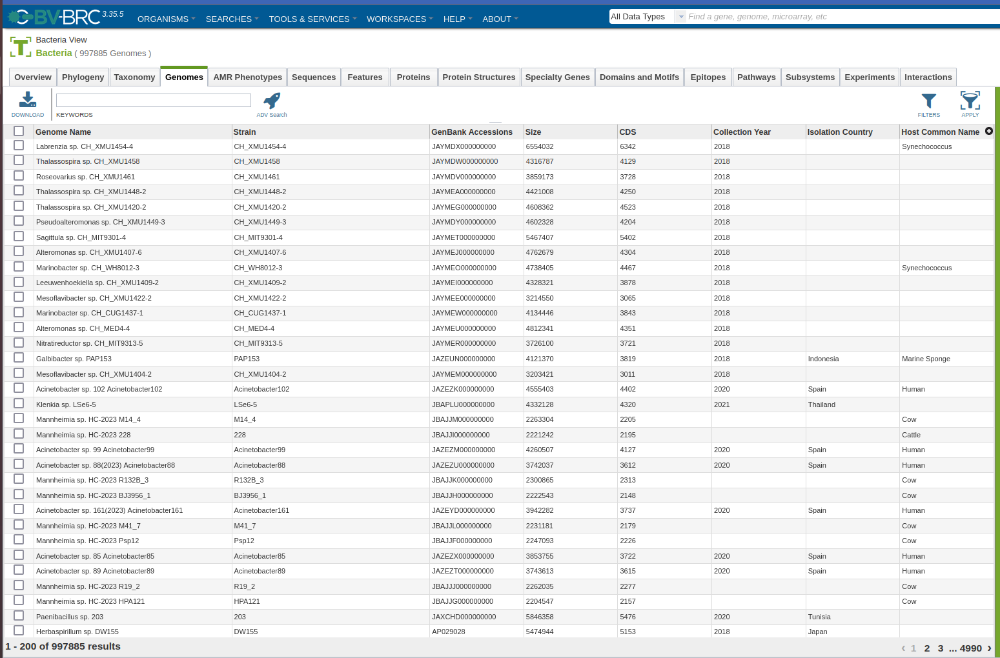 BV-BRC 3.35.5 ORGANISMS SEARCHES TOOLS & SERVICES WORKSPACES HELP ABOUT All Data Types Find a gene, genome, microarray, etc
Bacteria View
Bacteria ( 997885 Genomes )
Overview Phylogeny Taxonomy Genomes AMR Phenotypes Sequences Features Proteins Protein Structures Specialty Genes Domains and Motifs Epitopes Pathways Subsystems Experiments Interactions
DOWNLOAD KEYWORDS ADV Search FILTERS APPLY
Genome Name Strain GenBank Accessions Size CDS Collection Year Isolation Country Host Common Name
Labrenzia sp. CH_XMU1454-4 CH_XMU1454-4 JAYMDX000000000 6554032 6342 2018 Synechococcus
Thalassospira sp. CH_XMU1458 CH_XMU1458 JAYMDW000000000 4316787 4129 2018
Roseovarius sp. CH_XMU1461 CH_XMU1461 JAYMDV000000000 3859173 3728 2018
Thalassospira sp. CH_XMU1448-2 CH_XMU1448-2 JAYMEA000000000 4421008 4250 2018
Thalassospira sp. CH_XMU1420-2 CH_XMU1420-2 JAYMEG000000000 4608362 4523 2018
Pseudoalteromonas sp. CH_XMU1449-3 CH_XMU1449-3 JAYMDY000000000 4602328 4204 2018
Sagittula sp. CH_MIT9301-4 CH_MIT9301-4 JAYMET000000000 5467407 5402 2018
Alteromonas sp. CH_XMU1407-6 CH_XMU1407-6 JAYMEJ000000000 4762679 4304 2018
Marinobacter sp. CH_WH8012-3 CH_WH8012-3 JAYMEO000000000 4738405 4467 2018 Synechococcus
Leeuwenhoekiella sp. CH_XMU1409-2 CH_XMU1409-2 JAYMEI000000000 4328321 3878 2018
Mesoflavibacter sp. CH_XMU1422-2 CH_XMU1422-2 JAYMEE000000000 3214550 3065 2018
Marinobacter sp. CH_CUG1437-1 CH_CUG1437-1 JAYMEW000000000 4134446 3843 2018
Alteromonas sp. CH_MED4-4 CH_MED4-4 JAYMEU000000000 4812341 4351 2018
Nitratireductor sp. CH_MIT9313-5 CH_MIT9313-5 JAYMER000000000 3726100 3721 2018
Galbibacter sp. PAP153 PAP153 JAZEUN000000000 4121370 3819 2018 Indonesia Marine Sponge
Mesoflavibacter sp. CH_XMU1404-2 CH_XMU1404-2 JAYMEM000000000 3203421 3011 2018
Acinetobacter sp. 102 Acinetobacter102 Acinetobacter102 JAZEZK000000000 4555403 4402 2020 Spain Human
Klenkia sp. LSe6-5 LSe6-5 JBAPLU000000000 4332128 4320 2021 Thailand
Mannheimia sp. HC-2023 M14_4 M14_4 JBAJJM000000000 2263304 2205 Cow
Mannheimia sp. HC-2023 228 228 JBAJJI000000000 2221242 2195 Cattle
Acinetobacter sp. 99 Acinetobacter99 Acinetobacter99 JAZEZM000000000 4260507 4127 2020 Spain Human
Acinetobacter sp. 88(2023) Acinetobacter88 Acinetobacter88 JAZEZU000000000 3742037 3612 2020 Spain Human
Mannheimia sp. HC-2023 R132B_3 R132B_3 JBAJJK000000000 2300865 2313 Cow
Mannheimia sp. HC-2023 BJ3956_1 BJ3956_1 JBAJJH000000000 2222543 2148 Cow
Acinetobacter sp. 161(2023) Acinetobacter161 Acinetobacter161 JAZEYD000000000 3942282 3737 2020 Spain Human
Mannheimia sp. HC-2023 M41_7 M41_7 JBAJJL000000000 2231181 2179 Cow
Mannheimia sp. HC-2023 Psp12 Psp12 JBAJJF000000000 2247093 2226 Cow
Acinetobacter sp. 85 Acinetobacter85 Acinetobacter85 JAZEZX000000000 3853755 3722 2020 Spain Human
Acinetobacter sp. 89 Acinetobacter89 Acinetobacter89 JAZEZT000000000 3743613 3615 2020 Spain Human
Mannheimia sp. HC-2023 R19_2 R19_2 JBAJJJ000000000 2262035 2277 Cow
Mannheimia sp. HC-2023 HPA121 HPA121 JBAJJG000000000 2204547 2157 Cow
Paenibacillus sp. 203 203 JAXCHD000000000 5846358 5476 2020 Tunisia
Herbaspirillum sp. DW155 DW155 AP029028 5474944 5153 2018 Japan
1 - 200 of 997885 results ‹ 1 2 3 ... 4990 ›